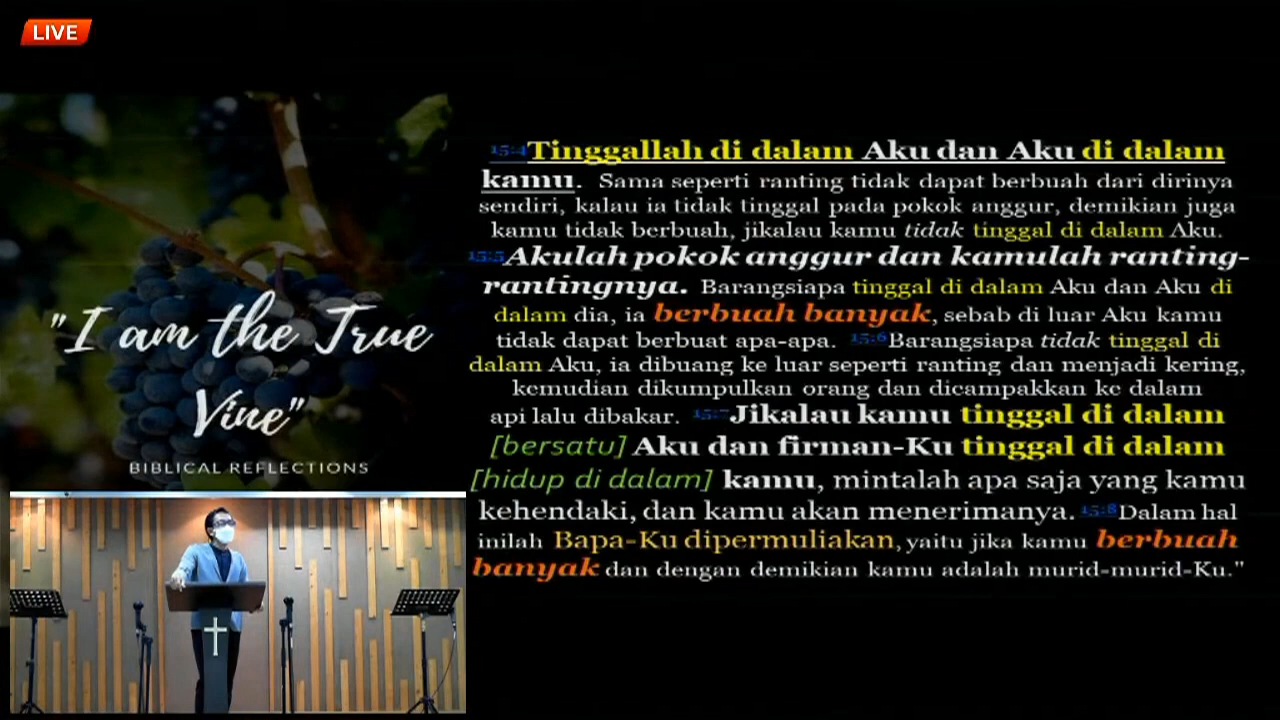 LIVE
"I am the True
Vine"
BIBLICAL REFLECTIONS
15:4Tinggallah di dalam Aku dan Aku di dalam
kamu. Sama seperti ranting tidak dapat berbuah dari dirinya
sendiri, kalau ia tidak tinggal pada pokok anggur, demikian juga
kamu tidak berbuah, jikalau kamu tidak tinggal di dalam Aku.
15:5Akulah pokok anggur dan kamulah ranting-
rantingnya. Barangsiapa tinggal di dalam Aku dan Aku di
dalam dia, ia berbuah banyak, sebab di luar Aku kamu
tidak dapat berbuat apa-apa. 15:6Barangsiapa tidak tinggal di
dalam Aku, ia dibuang ke luar seperti ranting dan menjadi kering,
kemudian dikumpulkan orang dan dicampakkan ke dalam
api lalu dibakar. 15:7Jikalau kamu tinggal di dalam
[bersatu] Aku dan firman-Ku tinggal di dalam
[hidup di dalam] kamu, mintalah apa saja yang kamu
kehendaki, dan kamu akan menerimanya. 15:8Dalam hal
inilah Bapa-Ku dipermuliakan, yaitu jika kamu berbuah
banyak dan dengan demikian kamu adalah murid-murid-Ku."